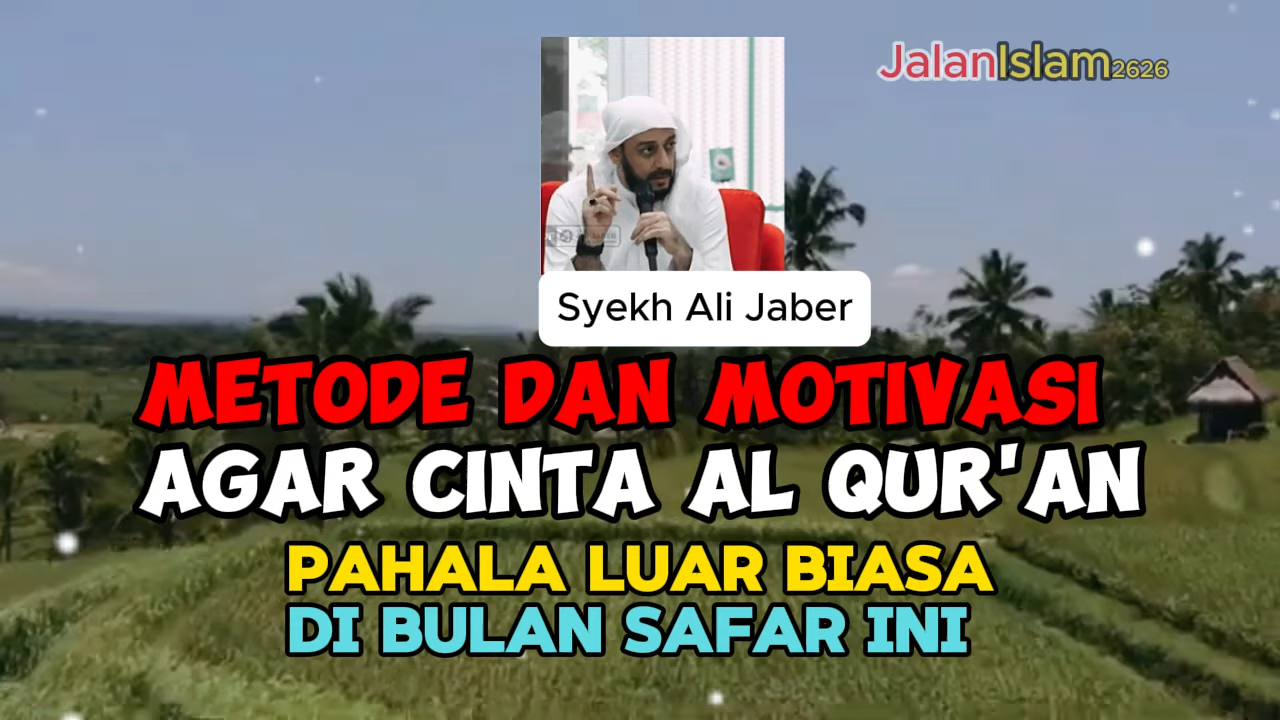 JalanIslam2626
Syekh Ali Jaber
METODE DAN MOTIVASI
AGAR CINTA AL QUR'AN
PAHALA LUAR BIASA
DI BULAN SAFAR INI